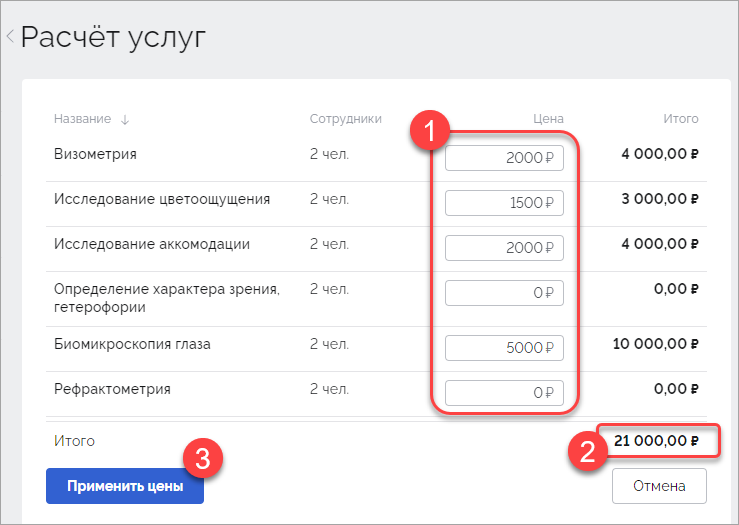 Расчёт услуг
Название ↓ Сотрудники Цена Итого
1
Визометрия 2 чел. 2000 ₽ 4 000,00 ₽
Исследование цветоощущения 2 чел. 1500 ₽ 3 000,00 ₽
Исследование аккомодации 2 чел. 2000 ₽ 4 000,00 ₽
Определение характера зрения, 2 чел. 0 ₽ 0,00 ₽
гетерофории
Биомикроскопия глаза 2 чел. 5000 ₽ 10 000,00 ₽
Рефрактометрия 2 чел. 0 ₽ 0,00 ₽
Итого 21 000,00 ₽
2
3
Применить цены Отмена